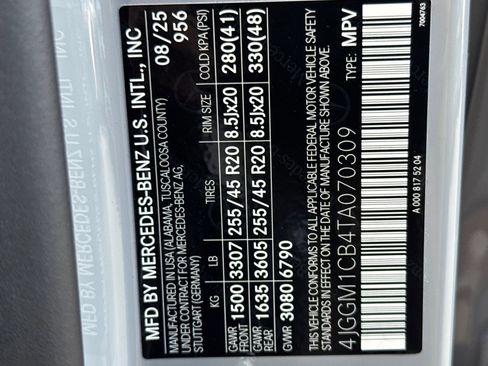 MFD BY MERCEDES-BENZ U.S. INTL., INC
MANUFACTURED IN USA (ALABAMA, TUSCALOOSA COUNTY) 08/25
UNDER CONTRACT FOR MERCEDES-BENZ AG, 956
STUTTGART (GERMANY)
KG LB TIRES RIM SIZE COLD KPA(PSI)
GAWR FRONT 1500 3307 255/45 R20 8.5x20 280(41)
GAWR REAR 1635 3605 255/45 R20 8.5x20 330(48)
GVWR 3080 6790
THIS VEHICLE CONFORMS TO ALL APPLICABLE FEDERAL MOTOR VEHICLE SAFETY
STANDARDS IN EFFECT ON THE DATE OF MANUFACTURE SHOWN ABOVE.
4JGGM1CB4TA070309 TYPE: MPV
A 000 817 52 04 7004763